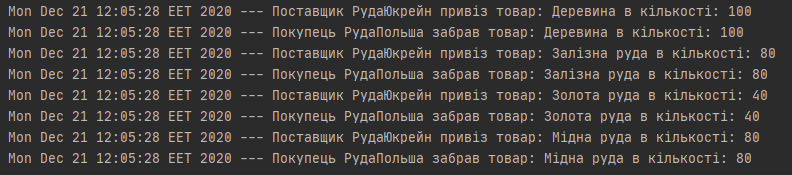 Mon Dec 21 12:05:28 EET 2020 --- Поставщик РудаЮкрейн привіз товар: Деревина в кількості: 100
Mon Dec 21 12:05:28 EET 2020 --- Покупець РудаПольша забрав товар: Деревина в кількості: 100
Mon Dec 21 12:05:28 EET 2020 --- Поставщик РудаЮкрейн привіз товар: Залізна руда в кількості: 80
Mon Dec 21 12:05:28 EET 2020 --- Покупець РудаПольша забрав товар: Залізна руда в кількості: 80
Mon Dec 21 12:05:28 EET 2020 --- Поставщик РудаЮкрейн привіз товар: Золота руда в кількості: 40
Mon Dec 21 12:05:28 EET 2020 --- Покупець РудаПольша забрав товар: Золота руда в кількості: 40
Mon Dec 21 12:05:28 EET 2020 --- Поставщик РудаЮкрейн привіз товар: Мідна руда в кількості: 80
Mon Dec 21 12:05:28 EET 2020 --- Покупець РудаПольша забрав товар: Мідна руда в кількості: 80